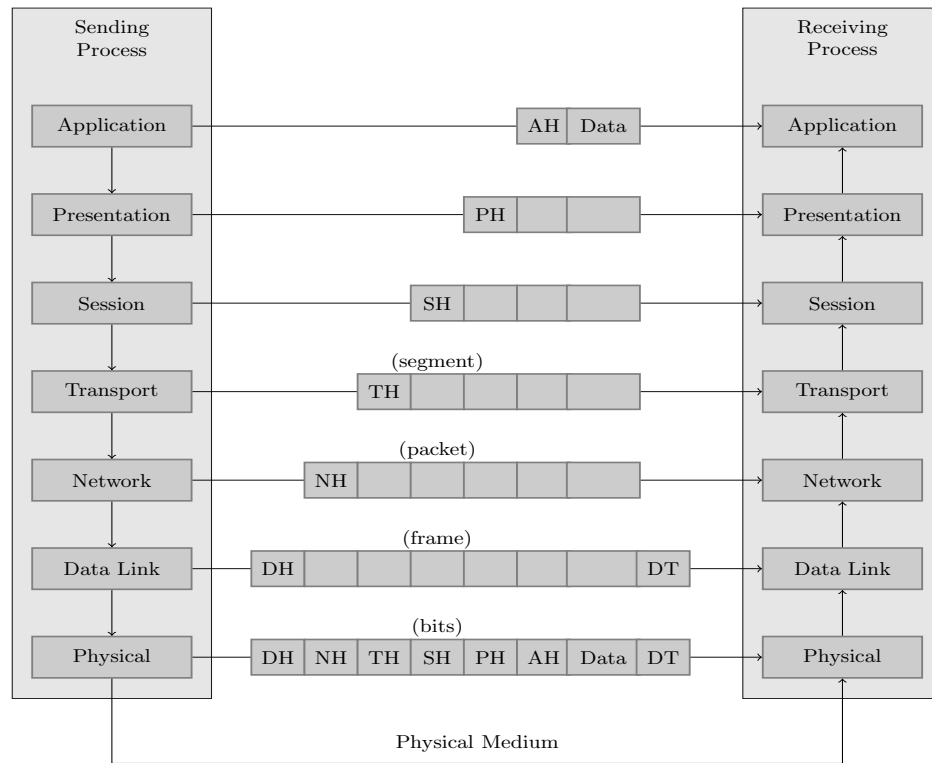 Sending
Process
Receiving
Process
Application AH Data Application
Presentation PH Presentation
Session SH Session
(segment)
Transport TH Transport
(packet)
Network NH Network
(frame)
Data Link DH DT Data Link
(bits)
Physical DH NH TH SH PH AH Data DT Physical
Physical Medium